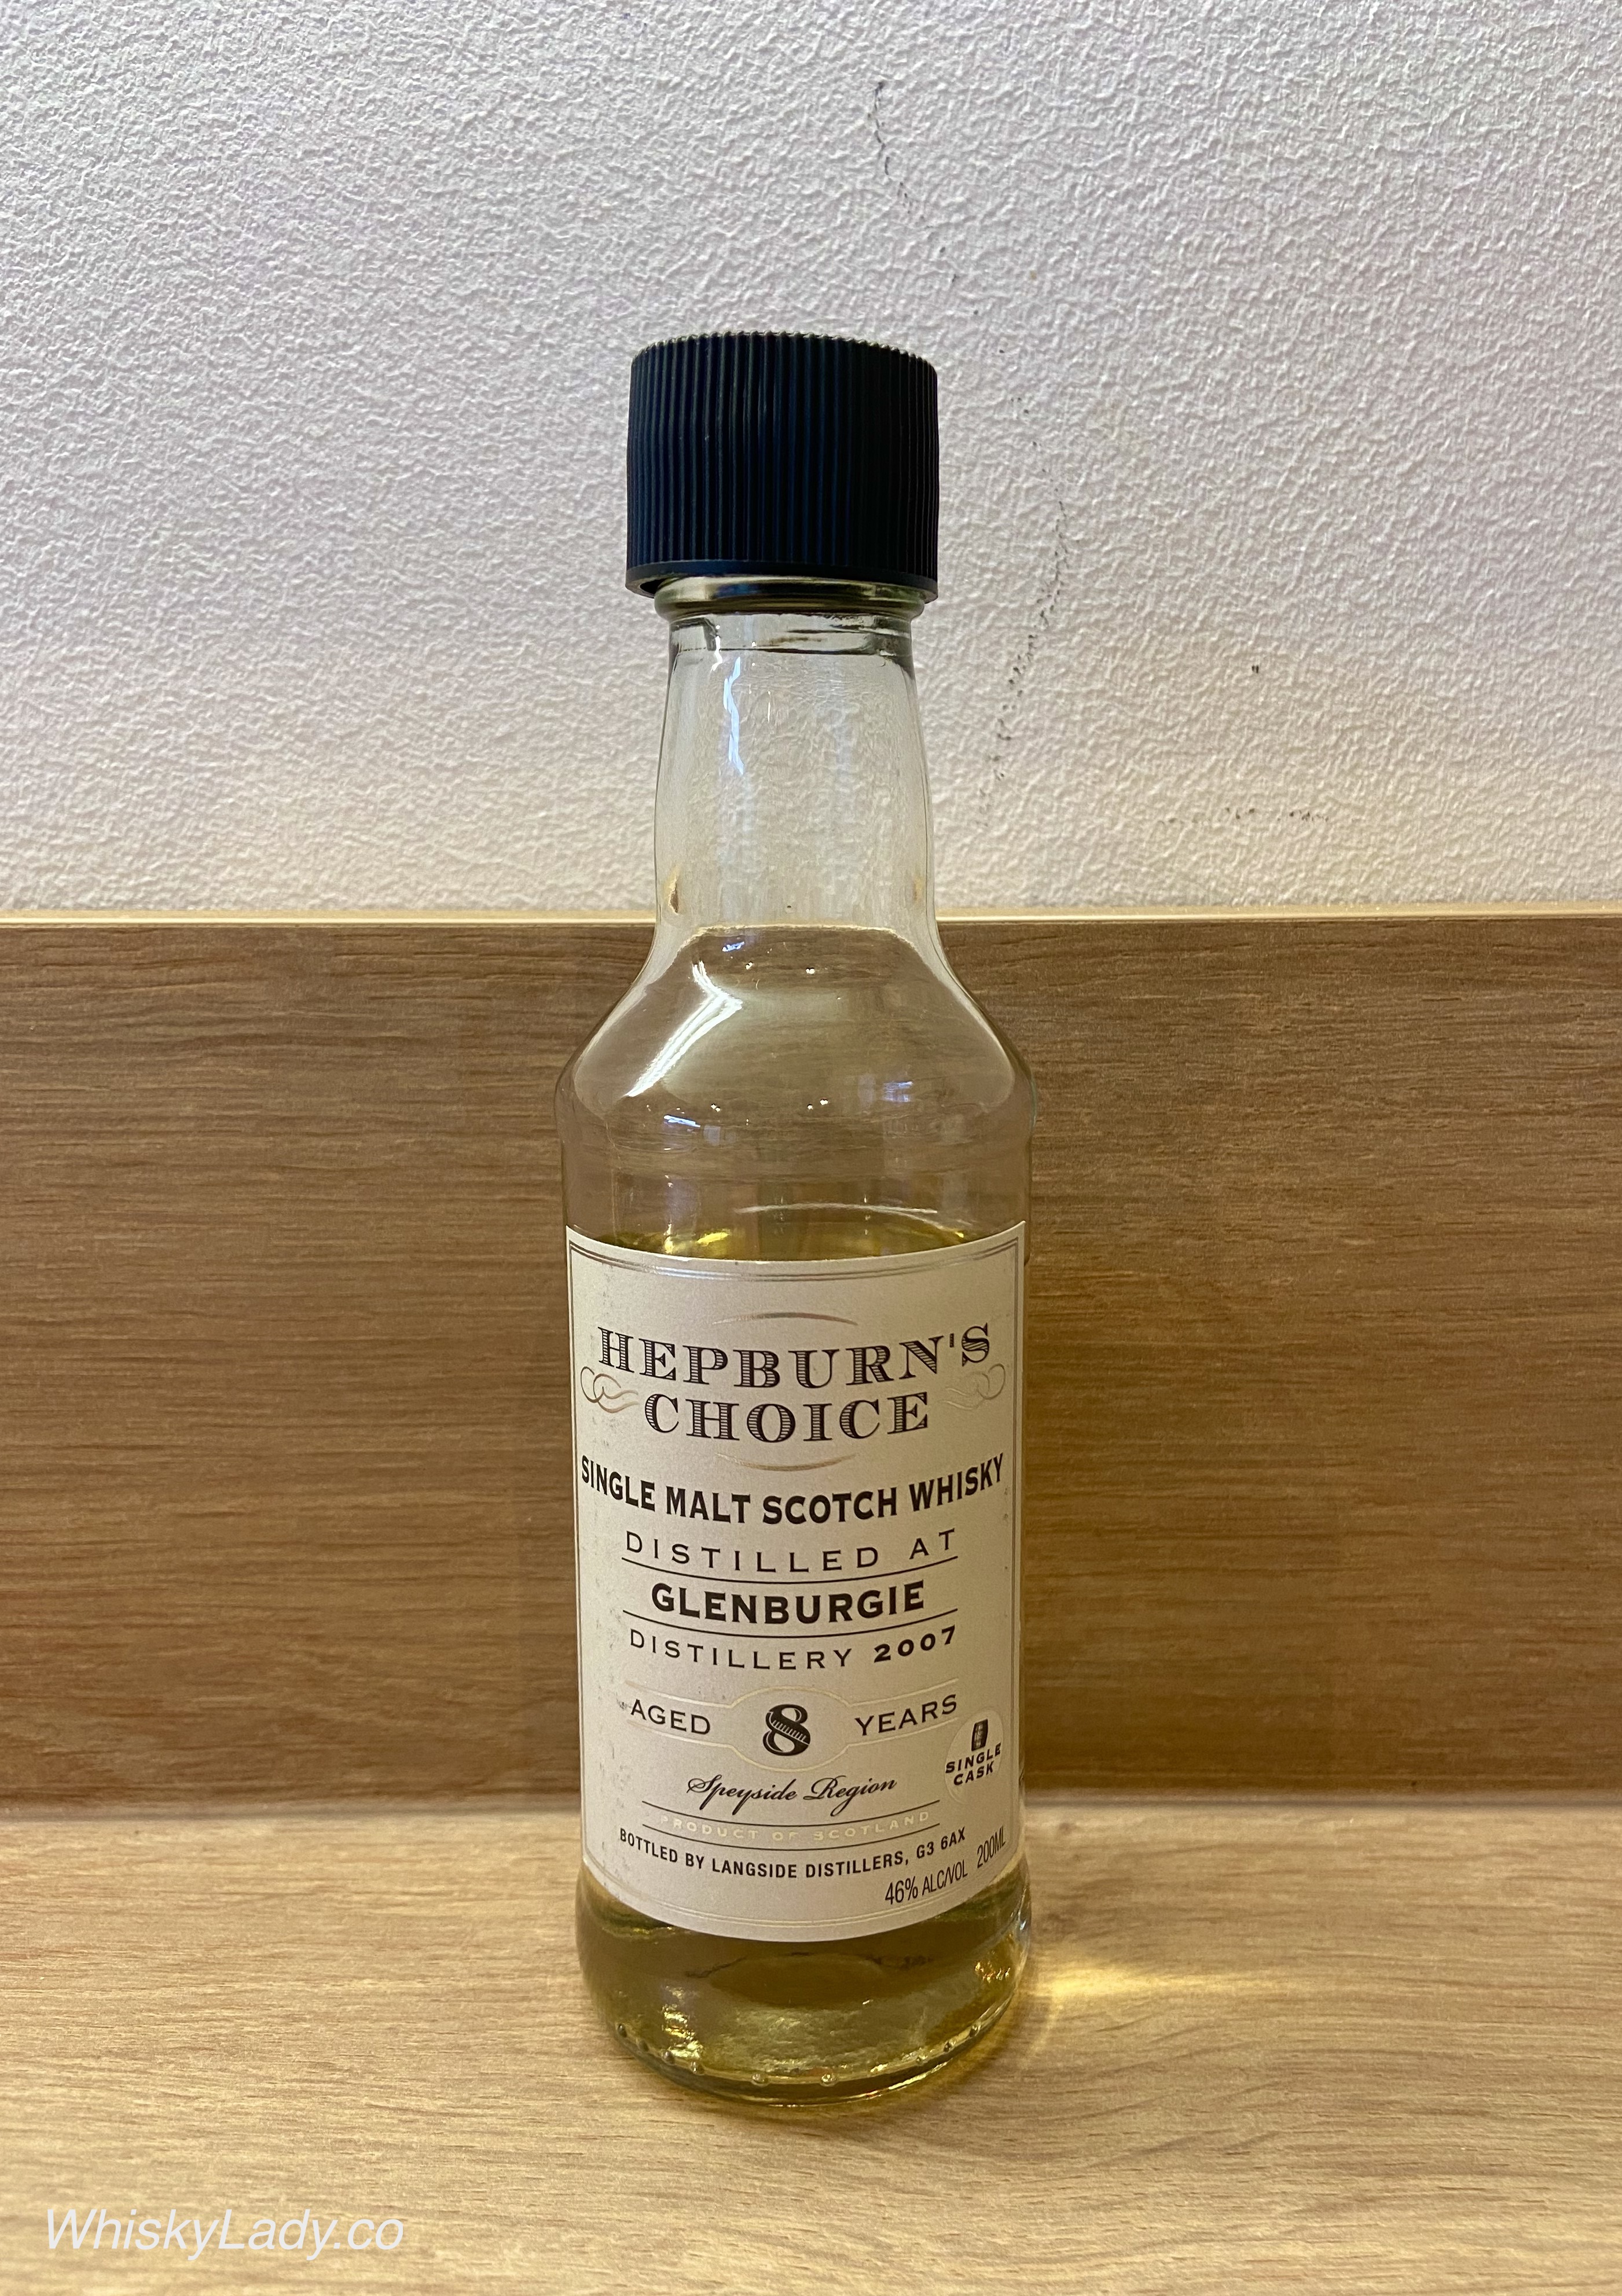 HEPBURN'S
CHOICE
SINGLE MALT SCOTCH WHISKY
DISTILLED AT
GLENBURGIE
DISTILLERY 2007
AGED 8 YEARS
SINGLE
CASK
Speyside Region
PRODUCT OF SCOTLAND
BOTTLED BY LANGSIDE DISTILLERS, G3 6AX 200ML
46% ALC/VOL
WhiskyLady.co